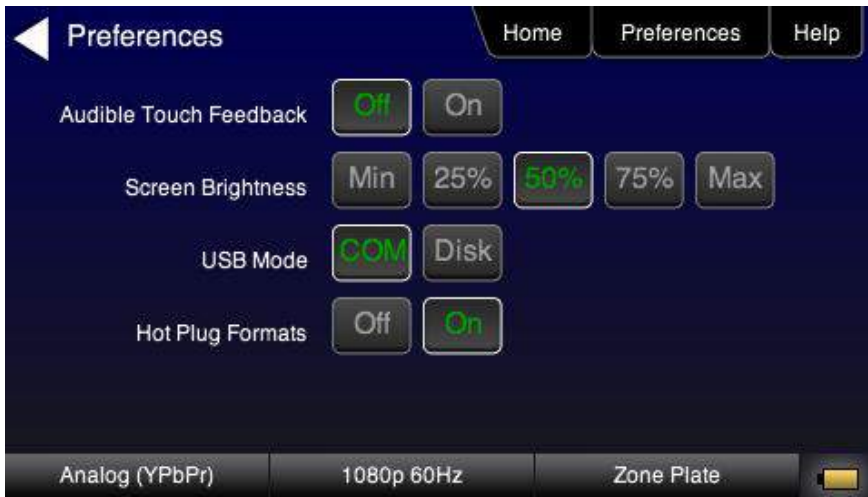 Preferences Home Preferences Help
Audible Touch Feedback Off On
Screen Brightness Min 25% 50% 75% Max
USB Mode COM Disk
Hot Plug Formats Off On
Analog (YPbPr) 1080p 60Hz Zone Plate